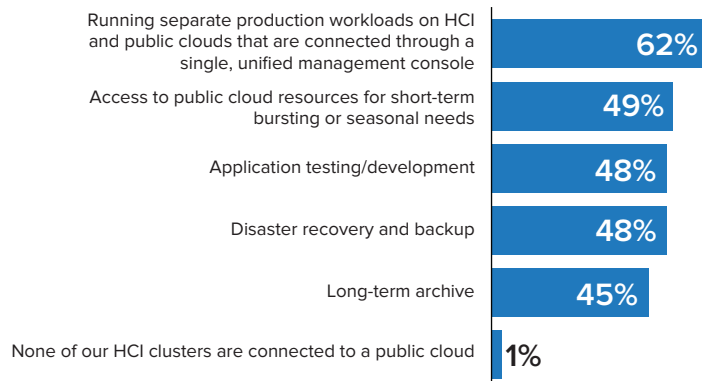 Running separate production workloads on HCI
and public clouds that are connected through a
single, unified management console
62%
Access to public cloud resources for short-term
bursting or seasonal needs
49%
Application testing/development
48%
Disaster recovery and backup
48%
Long-term archive
45%
None of our HCI clusters are connected to a public cloud
1%